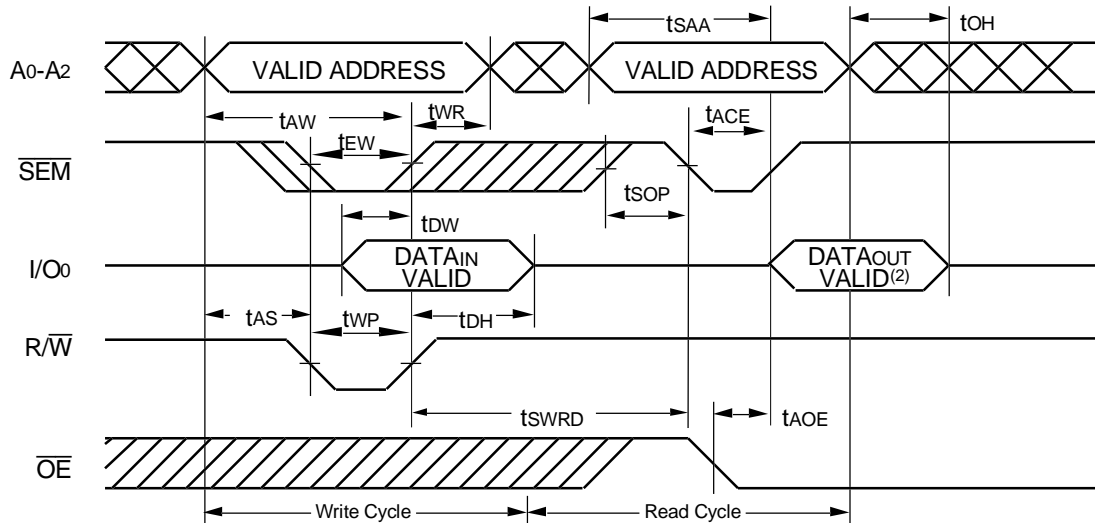 tSAA
tOH
A0-A2
VALID ADDRESS
VALID ADDRESS
tAW
tWR
tACE
tEW
SEM
tSOP
tDW
I/O0
DATAIN
VALID
DATAOUT
VALID(2)
tAS
tWP
tDH
R/W
tSWRD
tAOE
OE
Write Cycle
Read Cycle